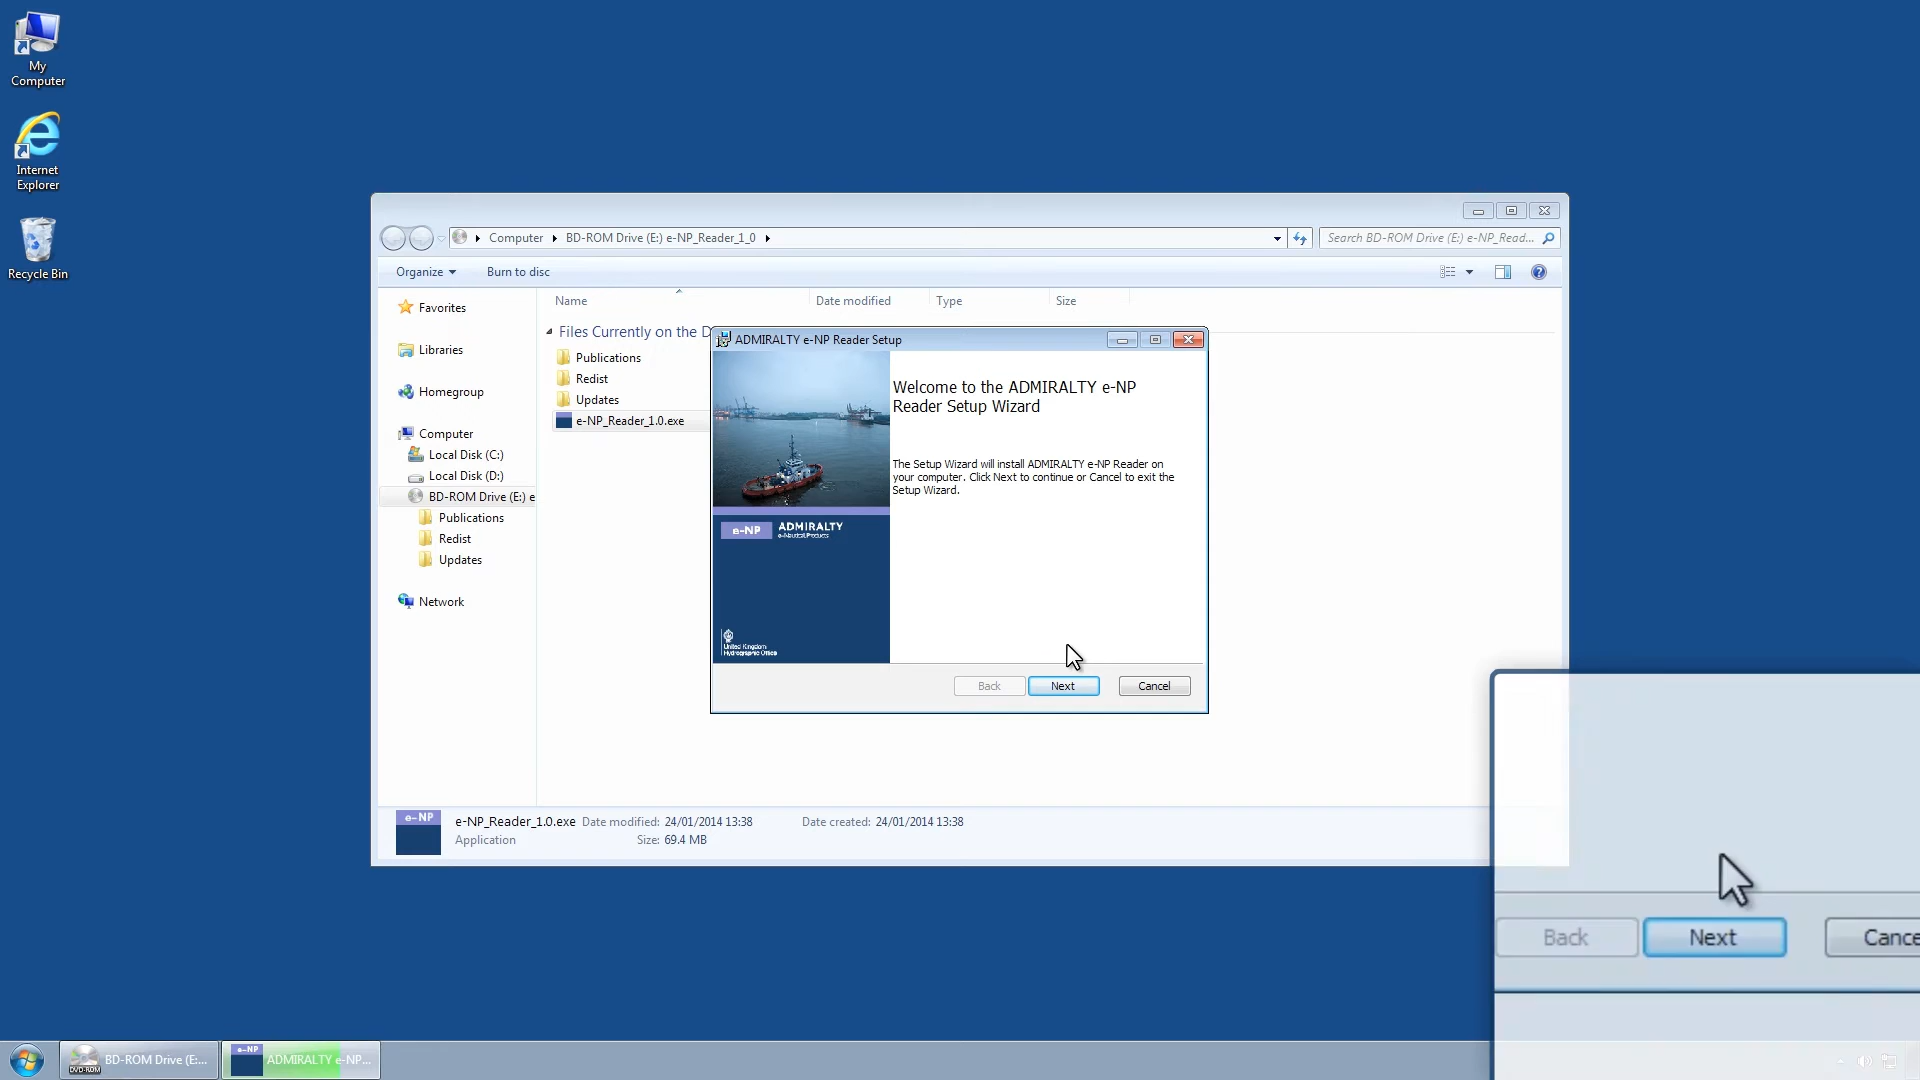 My
Computer
Internet
Explorer
Recycle Bin
Computer
BD-ROM Drive (E:) e-NP_Reader_1_0
Search BD-ROM Drive (E:) e-NP_Read...
Organize
Burn to disc
Favorites
Libraries
Homegroup
Computer
Local Disk (C:)
Local Disk (D:)
BD-ROM Drive (E:) e
Publications
Redist
Updates
Network
Name
Date modified
Type
Size
Files Currently on the D
Publications
Redist
Updates
e-NP_Reader_1.0.exe
ADMIRALTY e-NP Reader Setup
Welcome to the ADMIRALTY e-NP
Reader Setup Wizard
The Setup Wizard will install ADMIRALTY e-NP Reader on
your computer. Click Next to continue or Cancel to exit the
Setup Wizard.
e-NP
ADMIRALTY
e-Nautical Products
United Kingdom
Hydrographic Office
Back
Next
Cancel
e-NP
e-NP_Reader_1.0.exe
Date modified: 24/01/2014 13:38
Date created: 24/01/2014 13:38
Application
Size: 69.4 MB
Back
Next
Cance
DVD-ROM
BD-ROM Drive (E:...
e-NP
ADMIRALTY e-NP...